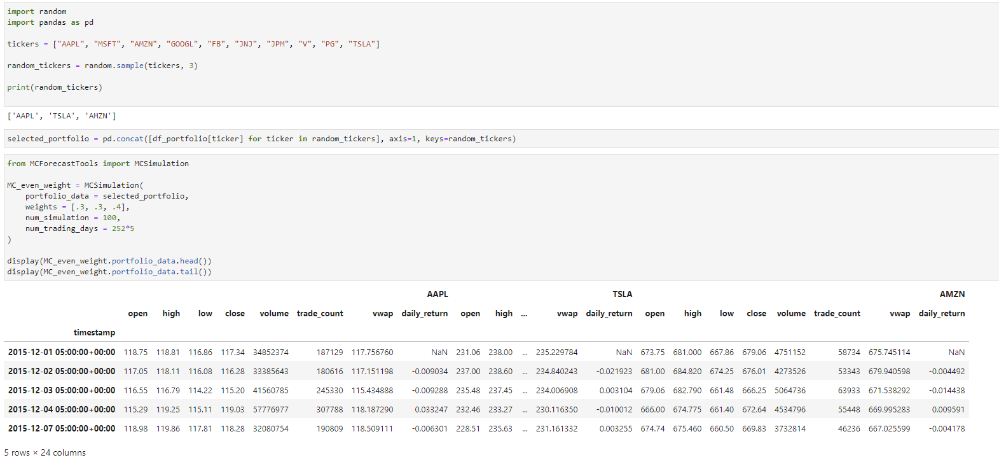 import random
import pandas as pd
tickers = ["AAPL", "MSFT", "AMZN", "GOOGL", "FB", "JNJ", "JPM", "V", "PG", "TSLA"]
random_tickers = random.sample(tickers, 3)
print(random_tickers)
['AAPL', 'TSLA', 'AMZN']
selected_portfolio = pd.concat([df_portfolio[ticker] for ticker in random_tickers], axis=1, keys=random_tickers)
from MCForecastTools import MCSimulation
MC_even_weight = MCSimulation(
    portfolio_data = selected_portfolio,
    weights = [.3, .3, .4],
    num_simulation = 100,
    num_trading_days = 252*5
)
display(MC_even_weight.portfolio_data.head())
display(MC_even_weight.portfolio_data.tail())
AAPL TSLA AMZN
open high low close volume trade_count vwap daily_return open high ... vwap daily_return open high low close volume trade_count vwap daily_return
timestamp
2015-12-01 05:00:00+00:00 118.75 118.81 116.86 117.34 34852374 187129 117.756760 NaN 231.06 238.00 ... 235.229784 NaN 673.75 681.000 667.86 679.06 4751152 58734 675.745114 NaN
2015-12-02 05:00:00+00:00 117.05 118.11 116.08 116.28 33385643 180616 117.151198 -0.009034 237.00 238.60 ... 234.840243 -0.021923 681.00 684.820 674.25 676.01 4273526 53343 679.940598 -0.004492
2015-12-03 05:00:00+00:00 116.55 116.79 114.22 115.20 41560785 245330 115.434888 -0.009288 235.48 237.45 ... 234.006908 0.003104 679.06 682.790 661.48 666.25 5064736 63933 671.538292 -0.014438
2015-12-04 05:00:00+00:00 115.29 119.25 115.11 119.03 57776977 307788 118.187290 0.033247 232.46 233.27 ... 230.116350 -0.010012 666.00 674.775 661.40 672.64 4534796 55448 669.995283 0.009591
2015-12-07 05:00:00+00:00 118.98 119.86 117.81 118.28 32080754 190809 118.509111 -0.006301 228.51 235.63 ... 231.161332 0.003255 674.74 675.460 660.50 669.83 3732814 46236 667.025599 -0.004178
5 rows × 24 columns